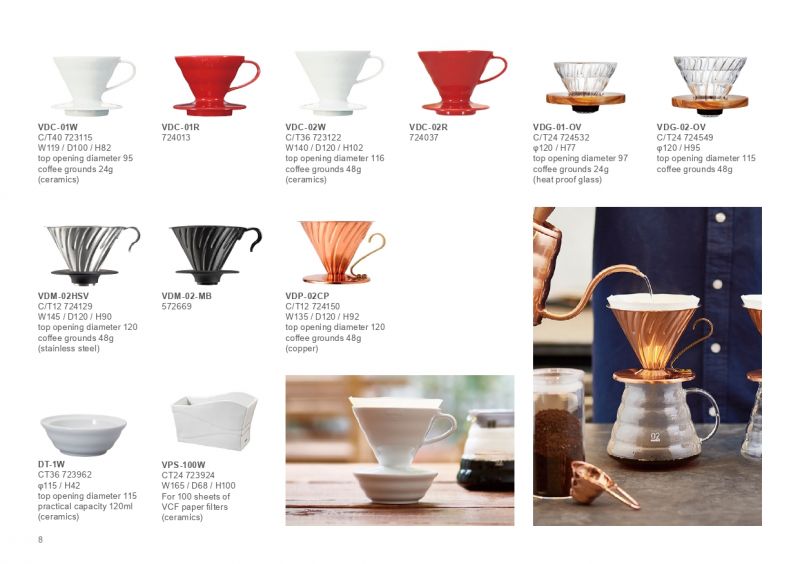 VDC-01W
C/T40 723115
W119 / D100 / H82
top opening diameter 95
coffee grounds 24g
(ceramics)
VDC-01R
724013
VDC-02W
C/T36 723122
W140 / D120 / H102
top opening diameter 116
coffee grounds 48g
(ceramics)
VDC-02R
724037
VDG-01-OV
C/T24 724532
φ120 / H77
top opening diameter 97
coffee grounds 24g
(heat proof glass)
VDG-02-OV
C/T24 724549
φ120 / H95
top opening diameter 115
coffee grounds 48g
VDM-02HSV
C/T12 724129
W145 / D120 / H90
top opening diameter 120
coffee grounds 48g
(stainless steel)
VDM-02-MB
572669
VDP-02CP
C/T12 724150
W135 / D120 / H92
top opening diameter 120
coffee grounds 48g
(copper)
02
DT-1W
CT36 723962
φ115 / H42
top opening diameter 115
practical capacity 120ml
(ceramics)
VPS-100W
CT24 723924
W165 / D68 / H100
For 100 sheets of
VCF paper filters
(ceramics)
8